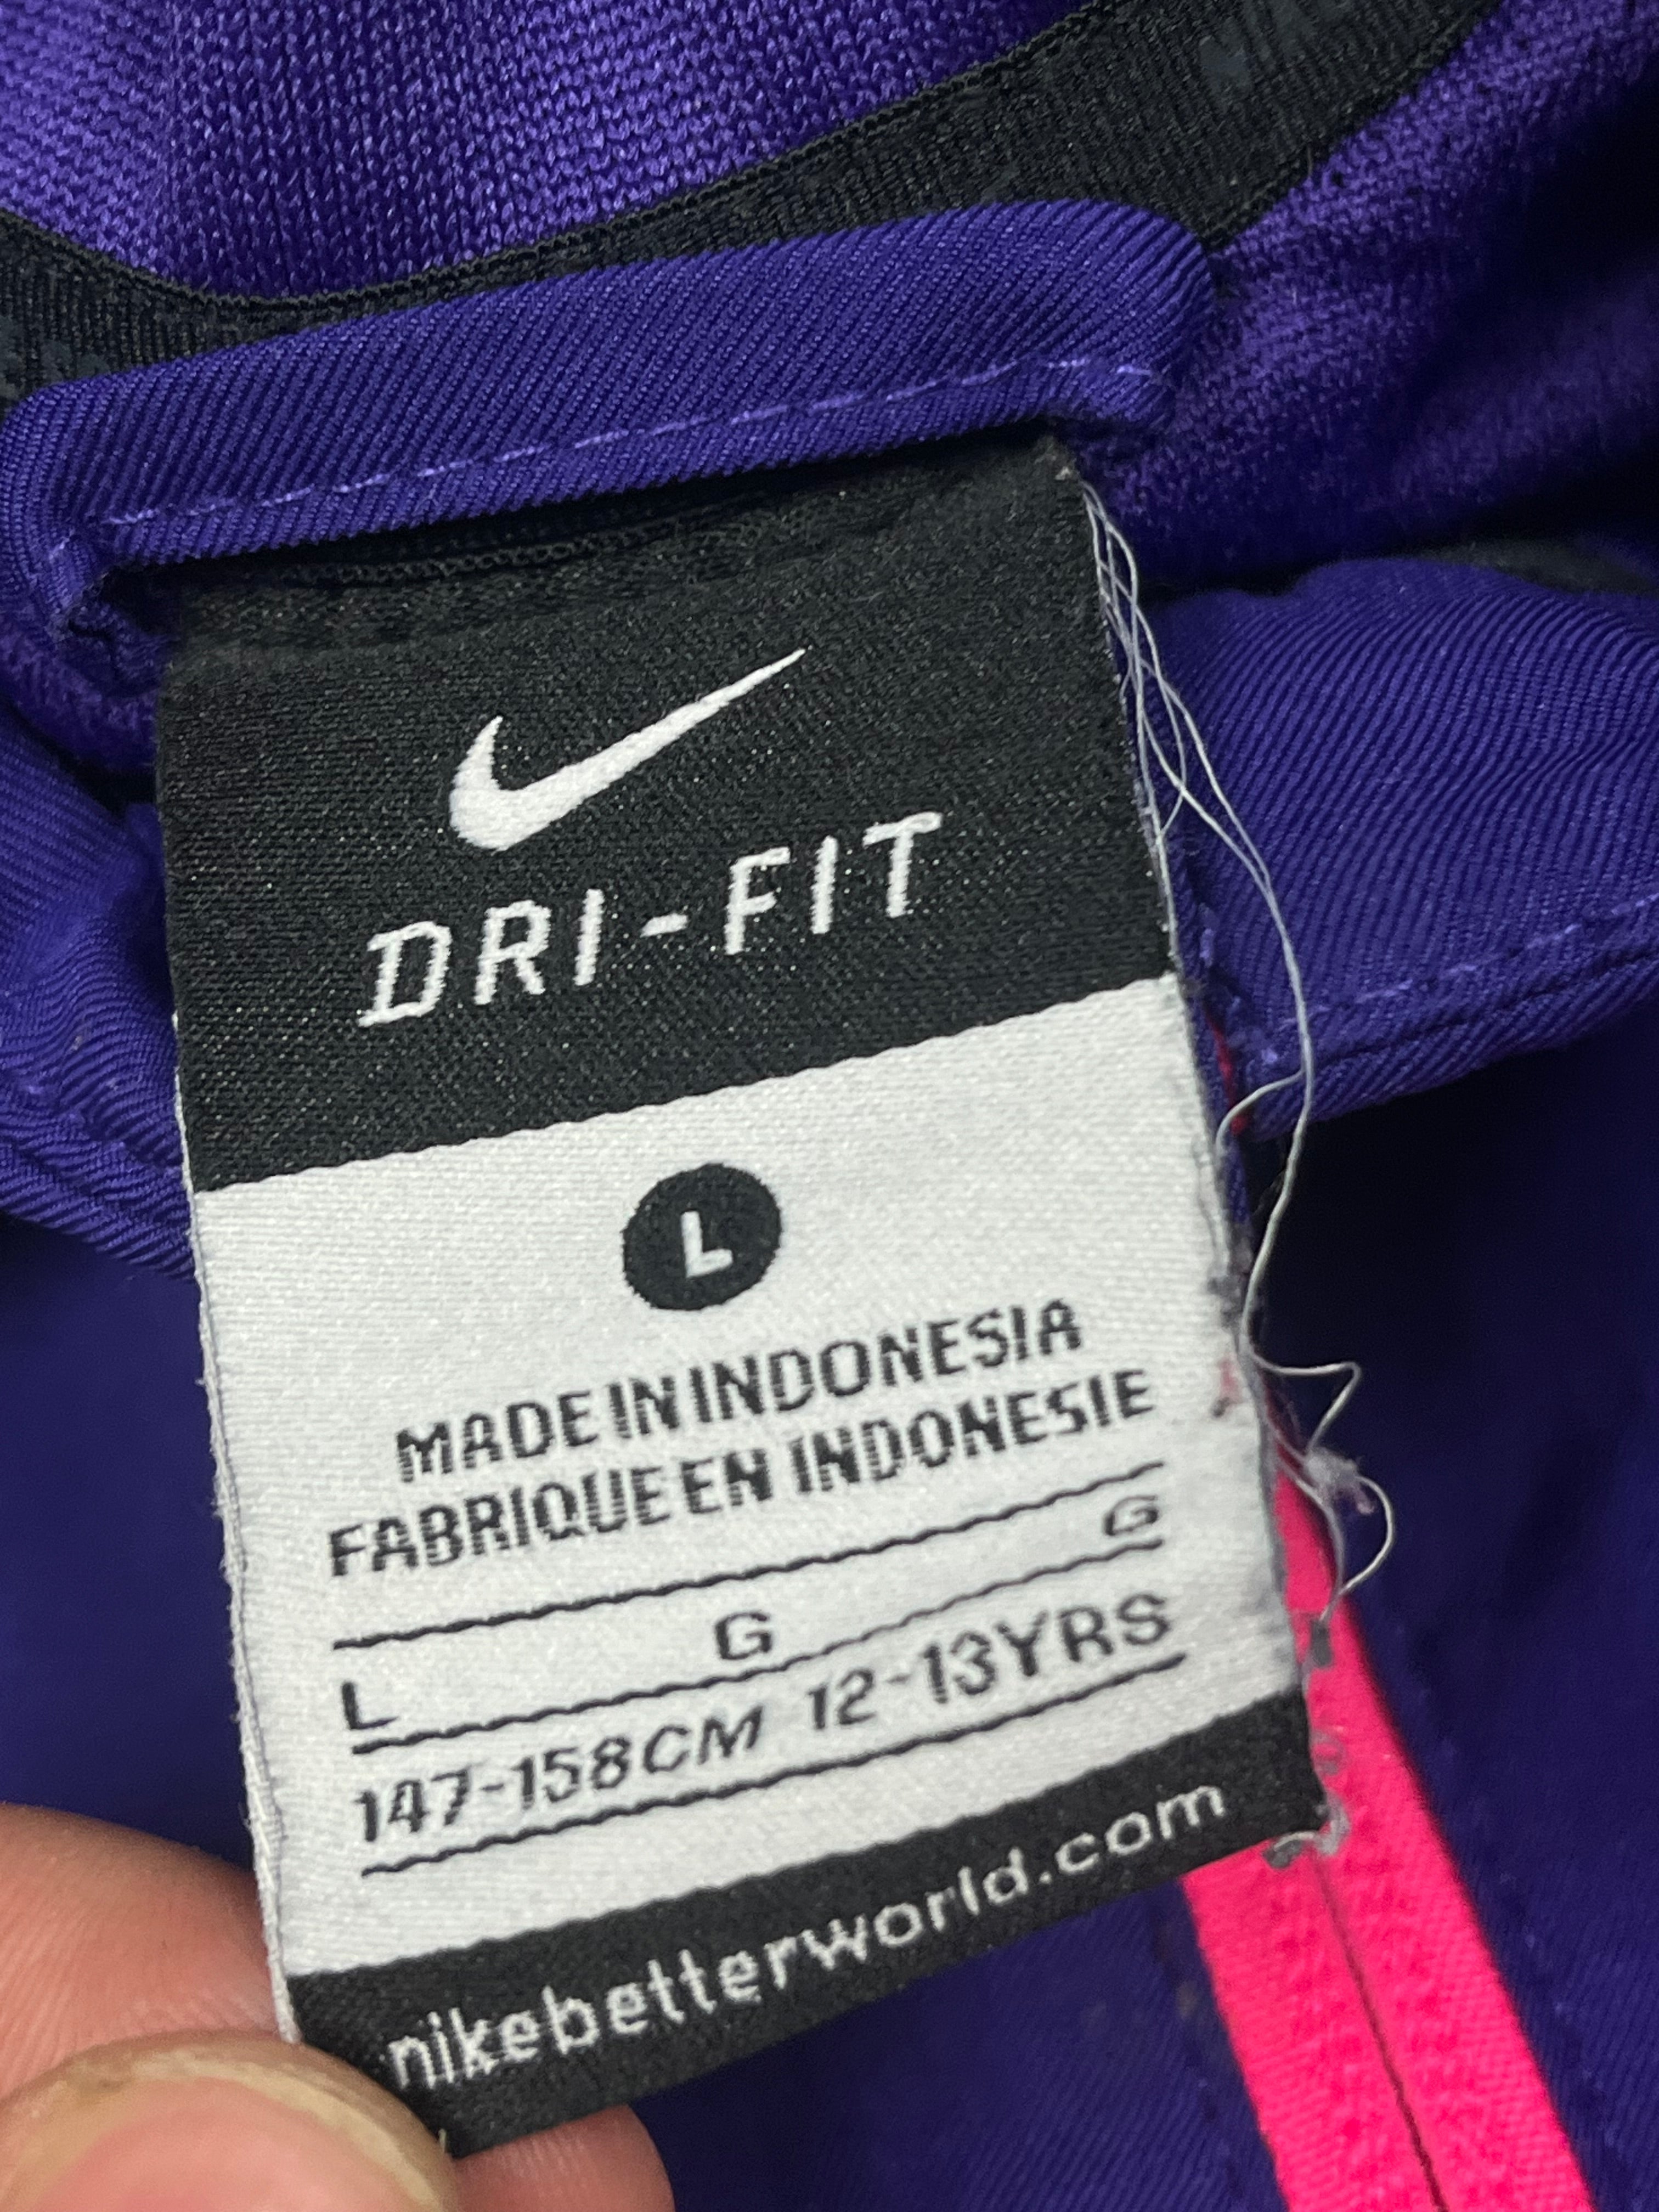 DRI-FIT
L
MADE IN INDONESIA
FABRIQUE EN INDONESIE
L G G
147-158CM 12-13YRS
nikebetterworld.com